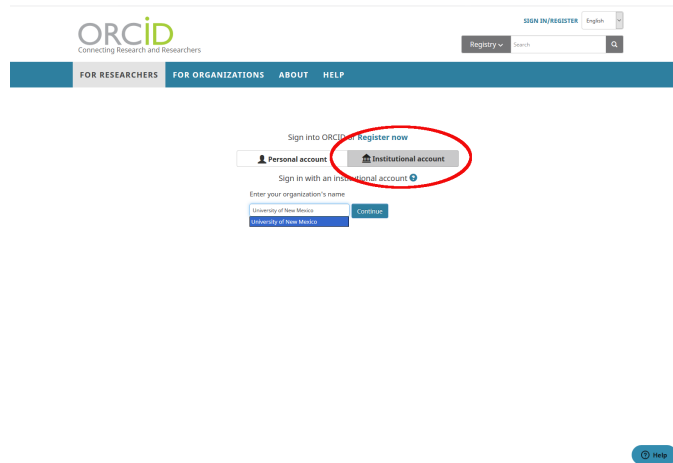 SIGN IN/REGISTER English
ORCiD
Connecting Research and Researchers
Registry Search
FOR RESEARCHERS FOR ORGANIZATIONS ABOUT HELP
Sign into ORCID or Register now
Personal account Institutional account
Sign in with an institutional account ?
Enter your organization's name
University of New Mexico Continue
University of New Mexico
? Help